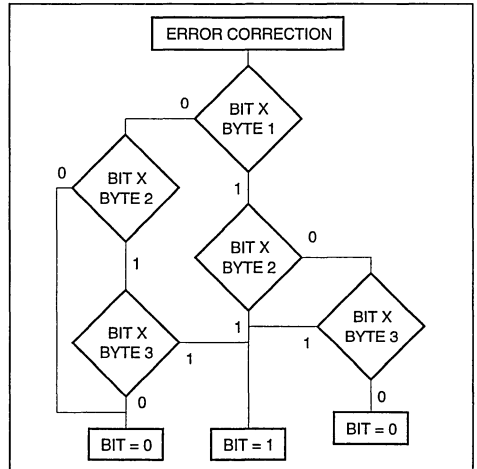 ERROR CORRECTION
0
BIT X
BYTE 1
1
0
BIT X
BYTE 2
1
BIT X
BYTE 2
0
1
BIT X
BYTE 3
1
0
BIT X
BYTE 3
1
0
BIT = 0
BIT = 1
BIT = 0